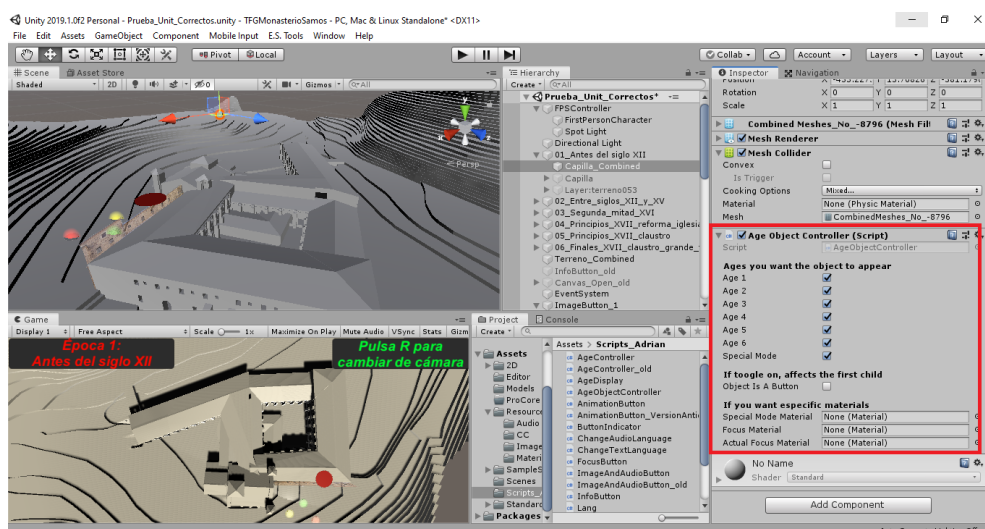 Unity 2019.1.0f2 Personal - Prueba_Unit_Correctos.unity - TFGMonasterioSamos - PC, Mac & Linux Standalone* <DX11>
File Edit Assets GameObject Component Mobile Input E.S. Tools Window Help
Pivot Local Collab Account Layers Layout
Scene Asset Store
Shaded 2D Gizmos All
Persp
Hierarchy
Create All
Prueba_Unit_Correctos*
FPSController
FirstPersonCharacter
Spot Light
Directional Light
01_Antes del siglo XII
Capilla_Combined
Capilla
Layer:terreno053
02_Entre_siglos_XII_y_XV
03_Segunda_mitad_XVI
04_Principios_XVII_reforma_iglesi
05_Principios_XVII_claustro
06_Finales_XVII_claustro_grande_
Terreno_Combined
InfoButton_old
Canvas_Open_old
EventSystem
ImageButton_1
Game
Display 1 Free Aspect Scale 1x Maximize On Play Mute Audio VSync Stats Gizm
Época 1:
Antes del siglo XII
Pulsa R para
cambiar de cámara
Project Console
Create
Assets
2D
Editor
Models
ProCore
Resource
Audio
CC
Image
Materi
SampleS
Scenes
Scripts_A
Standard
Packages
Assets > Scripts_Adrian
AgeController
AgeController_old
AgeDisplay
AgeObjectController
AnimationButton
AnimationButton_VersionAntic
ButtonIndicator
ChangeAudioLanguage
ChangeTextLanguage
FocusButton
ImageAndAudioButton
ImageAndAudioButton_old
InfoButton
Lang
Inspector Navigation
Rotation X 0 Y 0 Z 0
Scale X 1 Y 1 Z 1
Combined Meshes_No_-8796 (Mesh Filt
Mesh Renderer
Mesh Collider
Convex
Is Trigger
Cooking Options Mixed...
Material None (Physic Material)
Mesh CombinedMeshes_No_-8796
Age Object Controller (Script)
Script AgeObjectController
Ages you want the object to appear
Age 1
Age 2
Age 3
Age 4
Age 5
Age 6
Special Mode
If toogle on, affects the first child
Object Is A Button
If you want especific materials
Special Mode Material None (Material)
Focus Material None (Material)
Actual Focus Material None (Material)
No Name
Shader Standard
Add Component